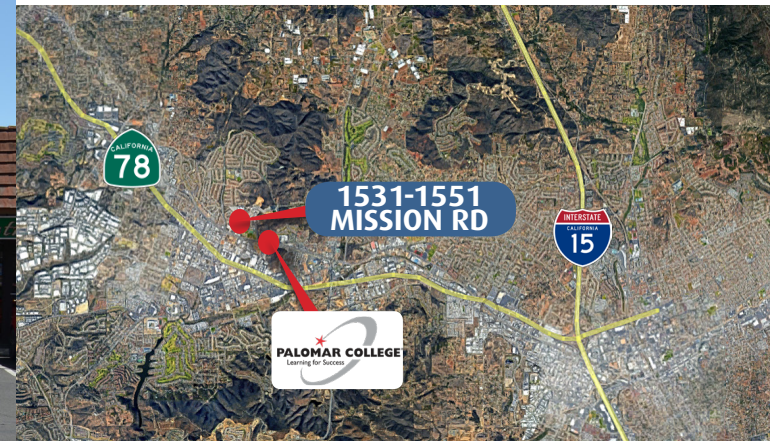 CALIFORNIA
78
1531-1551
MISSION RD
INTERSTATE
CALIFORNIA
15
PALOMAR COLLEGE
Learning for Success